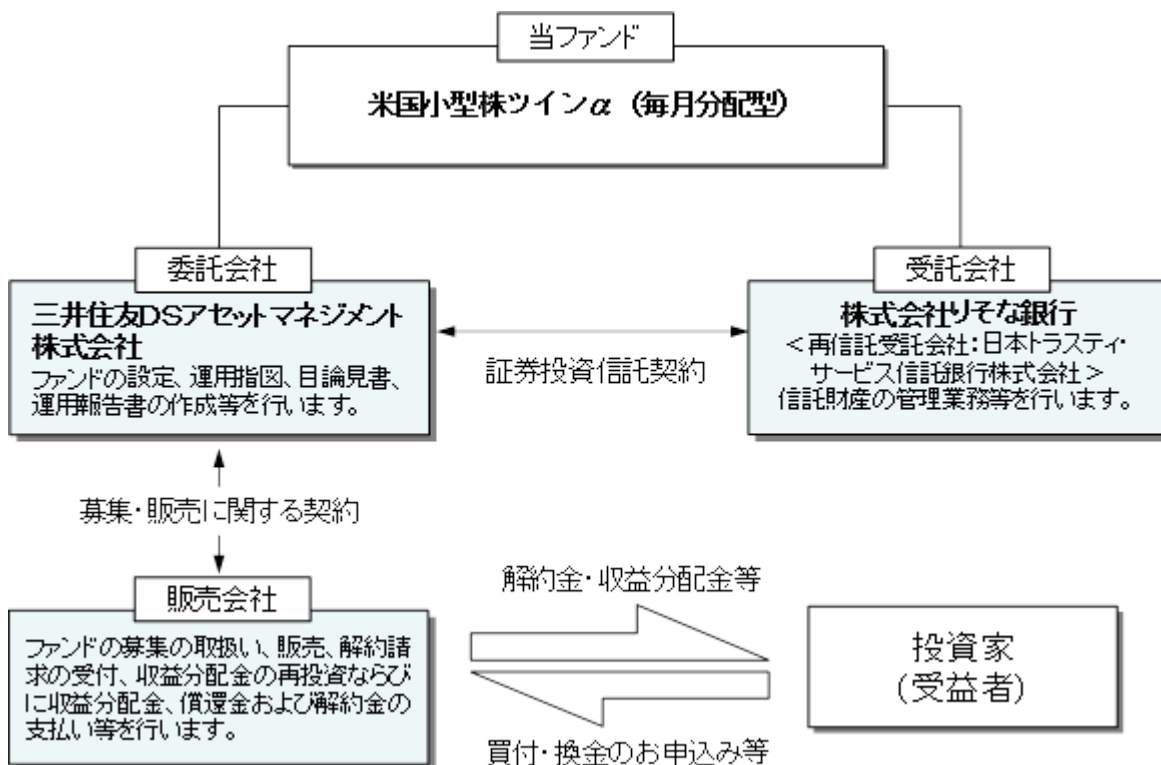 当ファンド
米国小型株ツインα（毎月分配型）
委託会社
三井住友DSアセットマネジメント
株式会社
ファンドの設定、運用指図、目論見書、
運用報告書の作成等を行います。
証券投資信託契約
受託会社
株式会社りそな銀行
＜再信託受託会社：日本トラスティ・
サービス信託銀行株式会社＞
信託財産の管理業務等を行います。
募集・販売に関する契約
販売会社
ファンドの募集の取扱い、販売、解約請
求の受付、収益分配金の再投資ならび
に収益分配金、償還金および解約金の
支払い等を行います。
解約金・収益分配金等
買付・換金のお申込み等
投資家
(受益者)